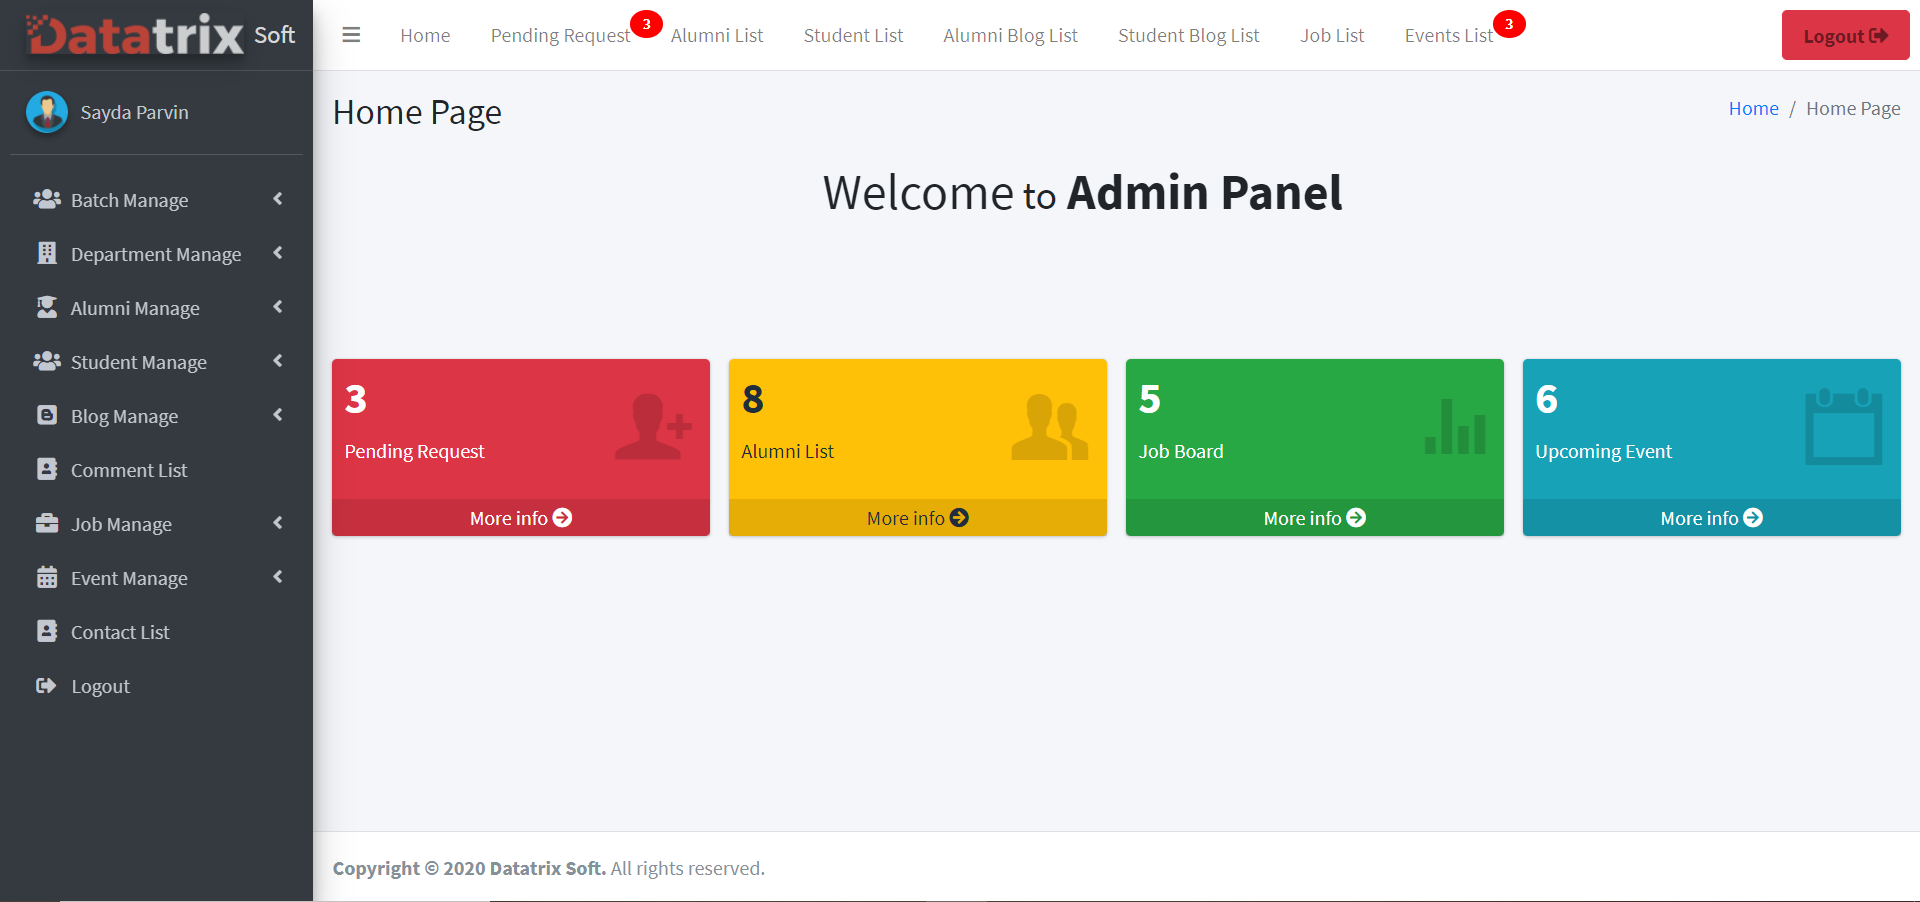 Datatrix Soft
Home
Pending Request 3
Alumni List
Student List
Alumni Blog List
Student Blog List
Job List
Events List 3
Logout
Sayda Parvin
Batch Manage
Department Manage
Alumni Manage
Student Manage
Blog Manage
Comment List
Job Manage
Event Manage
Contact List
Logout
Home Page
Home / Home Page
Welcome to Admin Panel
3
Pending Request
More info
8
Alumni List
More info
5
Job Board
More info
6
Upcoming Event
More info
Copyright © 2020 Datatrix Soft. All rights reserved.